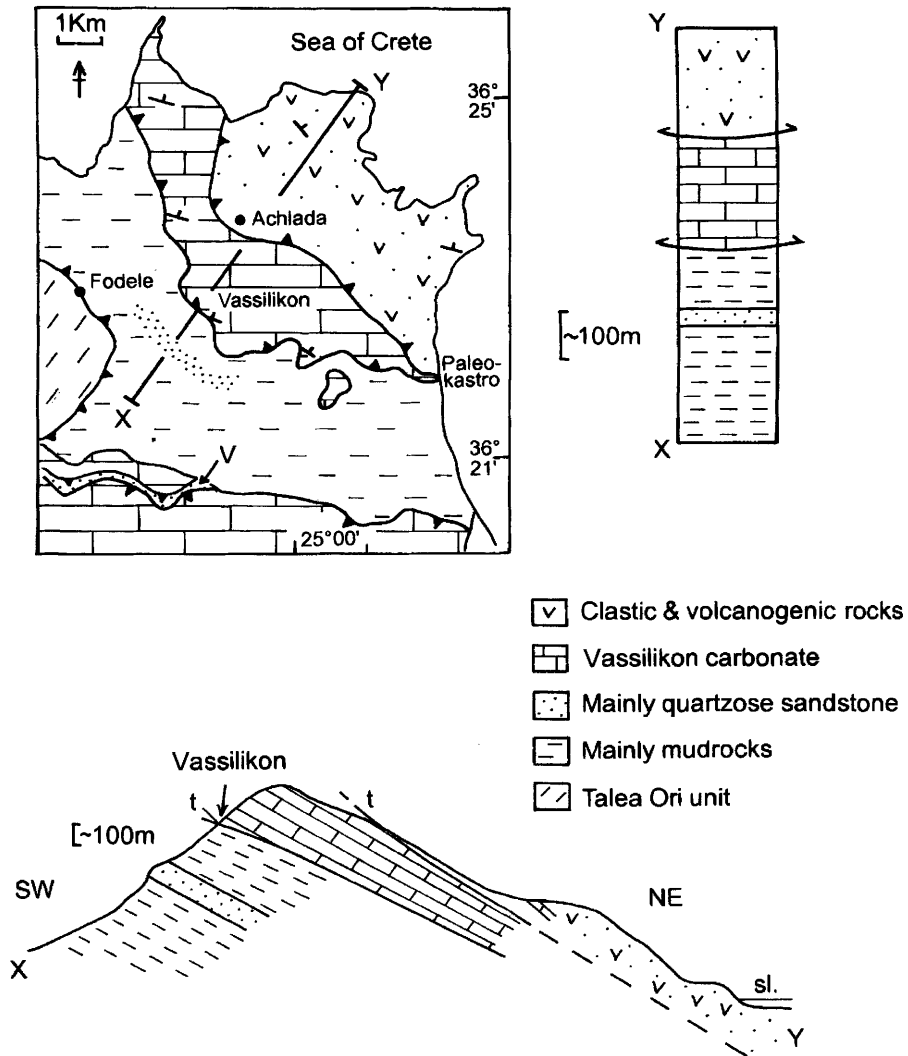 1Km
Sea of Crete
Y
36°
25'
Achlada
Fodele
Vassilikon
Paleo-
kastro
X
V
36°
21'
25°00'
Y
~100m
X
v Clastic & volcanogenic rocks
Vassilikon carbonate
Mainly quartzose sandstone
Mainly mudrocks
Talea Ori unit
Vassilikon
t
t
~100m
SW
NE
X
sl.
Y